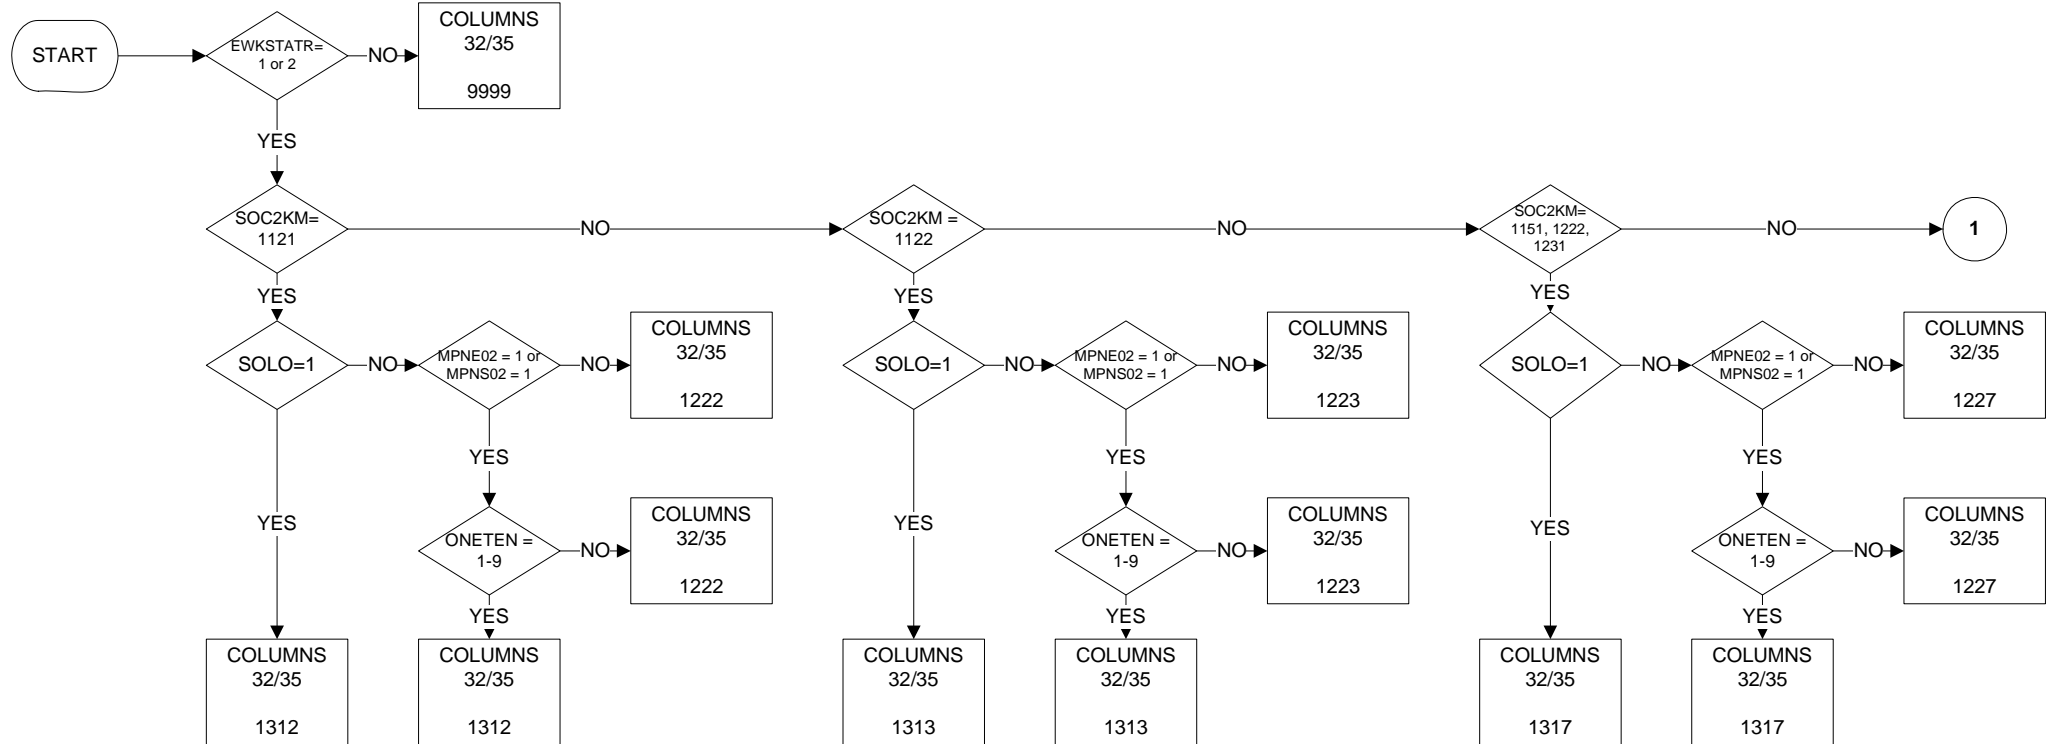 START
EWKSTATR=
1 or 2
NO
COLUMNS
32/35
9999
YES
SOC2KM=
1121
NO
SOC2KM =
1122
NO
SOC2KM=
1151, 1222,
1231
NO
1
YES
YES
YES
SOLO=1
NO
MPNE02 = 1 or
MPNS02 = 1
NO
COLUMNS
32/35
1222
SOLO=1
NO
MPNE02 = 1 or
MPNS02 = 1
NO
COLUMNS
32/35
1223
SOLO=1
NO
MPNE02 = 1 or
MPNS02 = 1
NO
COLUMNS
32/35
1227
YES
YES
YES
YES
ONETEN =
1-9
NO
COLUMNS
32/35
1222
YES
ONETEN =
1-9
NO
COLUMNS
32/35
1223
YES
ONETEN =
1-9
NO
COLUMNS
32/35
1227
YES
YES
YES
COLUMNS
32/35
1312
COLUMNS
32/35
1312
COLUMNS
32/35
1313
COLUMNS
32/35
1313
COLUMNS
32/35
1317
COLUMNS
32/35
1317